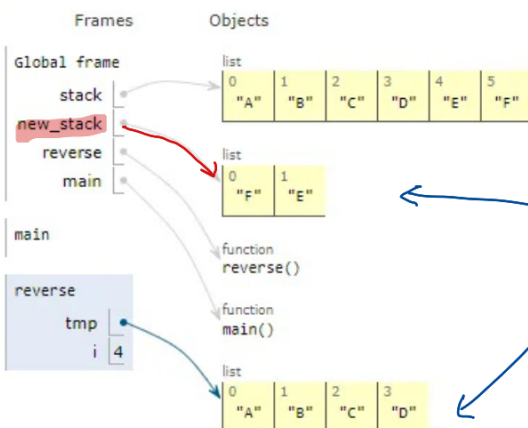 Frames Objects
Global frame
stack
new_stack
reverse
main
list
0 1 2 3 4 5
"A" "B" "C" "D" "E" "F"
list
0 1
"F" "E"
function
reverse()
function
main()
main
reverse
tmp
i 4
list
0 1 2 3
"A" "B" "C" "D"